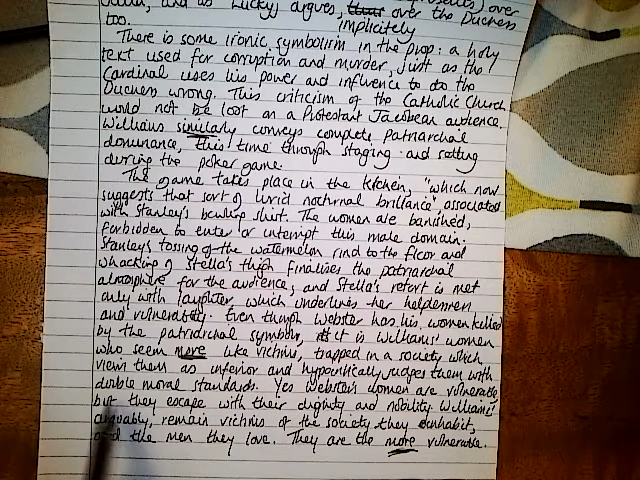 Julia, and as Lucky) argues, over the Duchess
implicitly
too.
There is some ironic symbolism in the prop: a holy
text used for corruption and murder, just as the
Cardinal uses his power and influence to do the
Duchess wrong. This criticism of the Catholic Church
would not be lost on a Protestant Jacobean audience.
Williams similarly conveys complete patriarchal
dominance, this time through staging and setting
during the poker game.
The game takes place in the kitchen, "which now
suggests that sort of lurid nocturnal brilliance", associated
with Stanley's bowling shirt. The women are banished,
forbidden to enter or interrupt this male domain.
Stanley's tossing of the watermelon rind to the floor and
whacking of Stella's thigh finalises the patriarchal
atmosphere for the audience, and Stella's retort is met
only with laughter which underlines her helplessness
and vulnerability. Even though Webster has his women killed
by the patriarchal symbols, it is Williams' women
who seem more like victims, trapped in a society which
views them as inferior and hypocritically judges them with
double moral standards. Yes Webster's women are vulnerable,
but they escape with their dignity and nobility. Williams'
arguably, remain victims of the society they inhabit,
and the men they love. They are the more vulnerable.